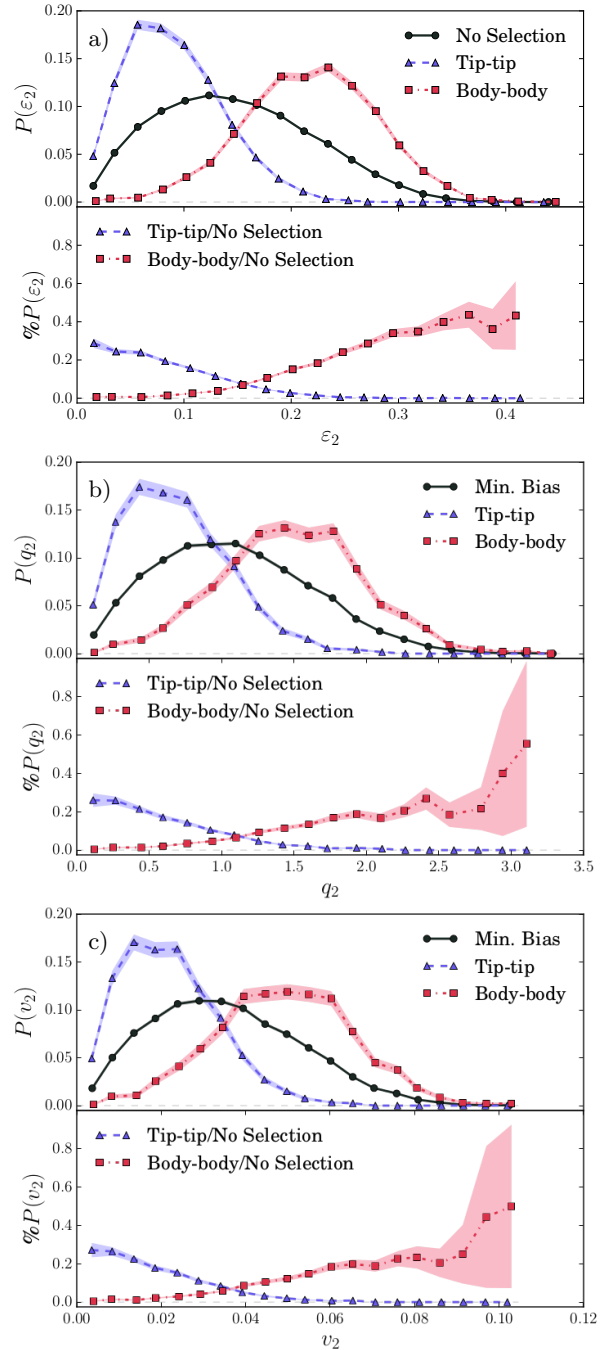 0.20
a)
No Selection
Tip-tip
Body-body
0.15
0.10
0.05
0.00
P(ε₂)
Tip-tip/No Selection
Body-body/No Selection
0.8
0.6
0.4
0.2
0.0
%P(ε₂)
0.0 0.1 0.2 0.3 0.4
ε₂
0.20
b)
Min. Bias
Tip-tip
Body-body
0.15
0.10
0.05
0.00
P(q₂)
Tip-tip/No Selection
Body-body/No Selection
0.8
0.6
0.4
0.2
0.0
%P(q₂)
0.0 0.5 1.0 1.5 2.0 2.5 3.0 3.5
q₂
0.20
c)
Min. Bias
Tip-tip
Body-body
0.15
0.10
0.05
0.00
P(v₂)
Tip-tip/No Selection
Body-body/No Selection
0.8
0.6
0.4
0.2
0.0
%P(v₂)
0.00 0.02 0.04 0.06 0.08 0.10 0.12
v₂